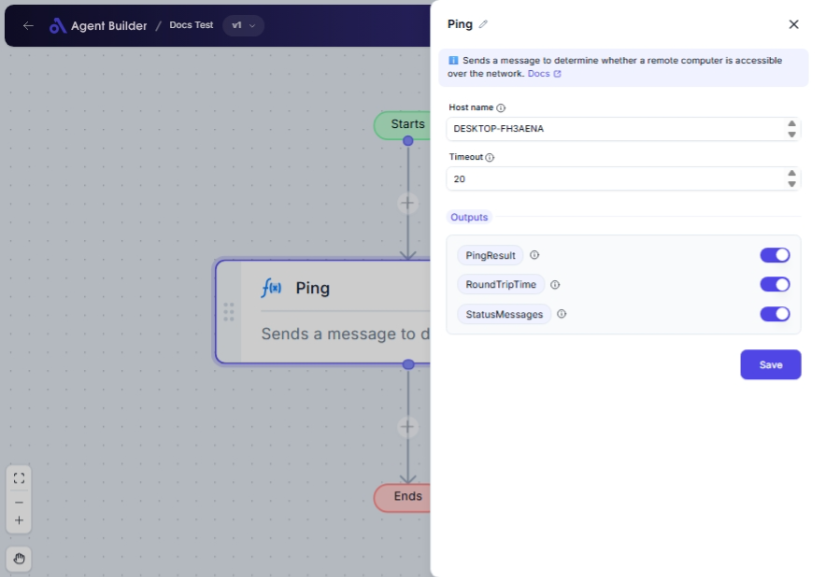 Agent Builder / Docs Test v1
Starts
f(x) Ping
Sends a message to d
Ends
Ping
Sends a message to determine whether a remote computer is accessible
over the network. Docs
Host name
DESKTOP-FH3AENA
Timeout
20
Outputs
PingResult
RoundTripTime
StatusMessages
Save